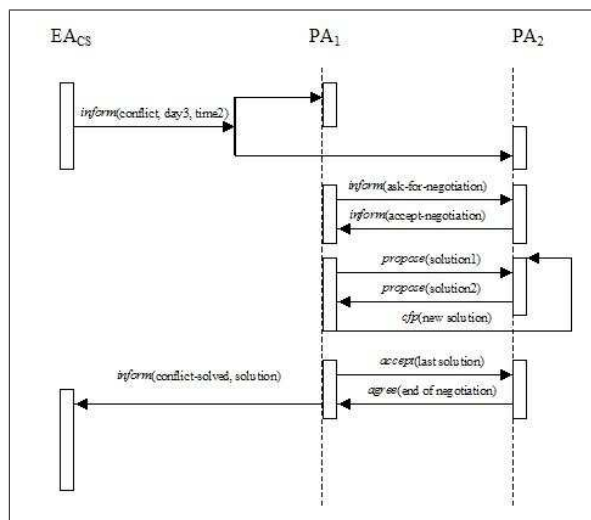 EACS PA1 PA2
inform(conflict, day3, time2)
inform(ask-for-negotiation)
inform(accept-negotiation)
propose(solution1)
propose(solution2)
cfp(new solution)
accept(last solution)
inform(conflict-solved, solution)
agree(end of negotiation)